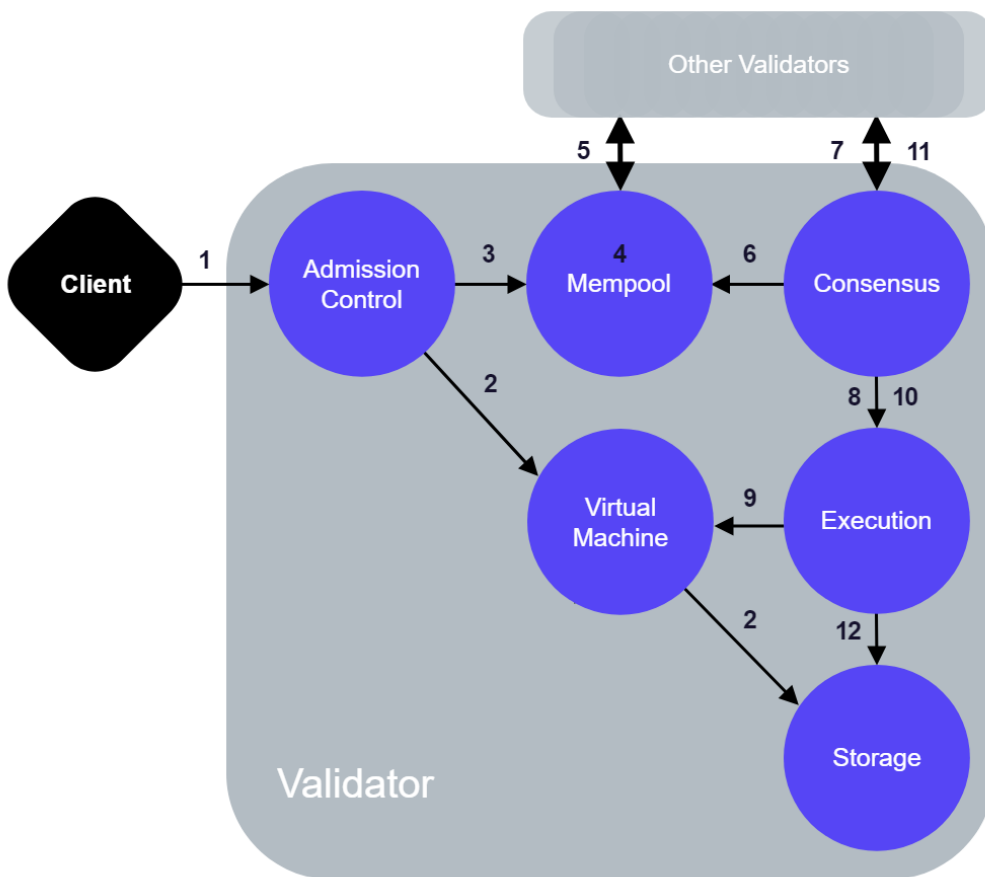 Other Validators
5
7
11
Client
1
Admission
Control
3
4
Mempool
6
Consensus
2
8
10
Virtual
Machine
9
Execution
2
12
Storage
Validator